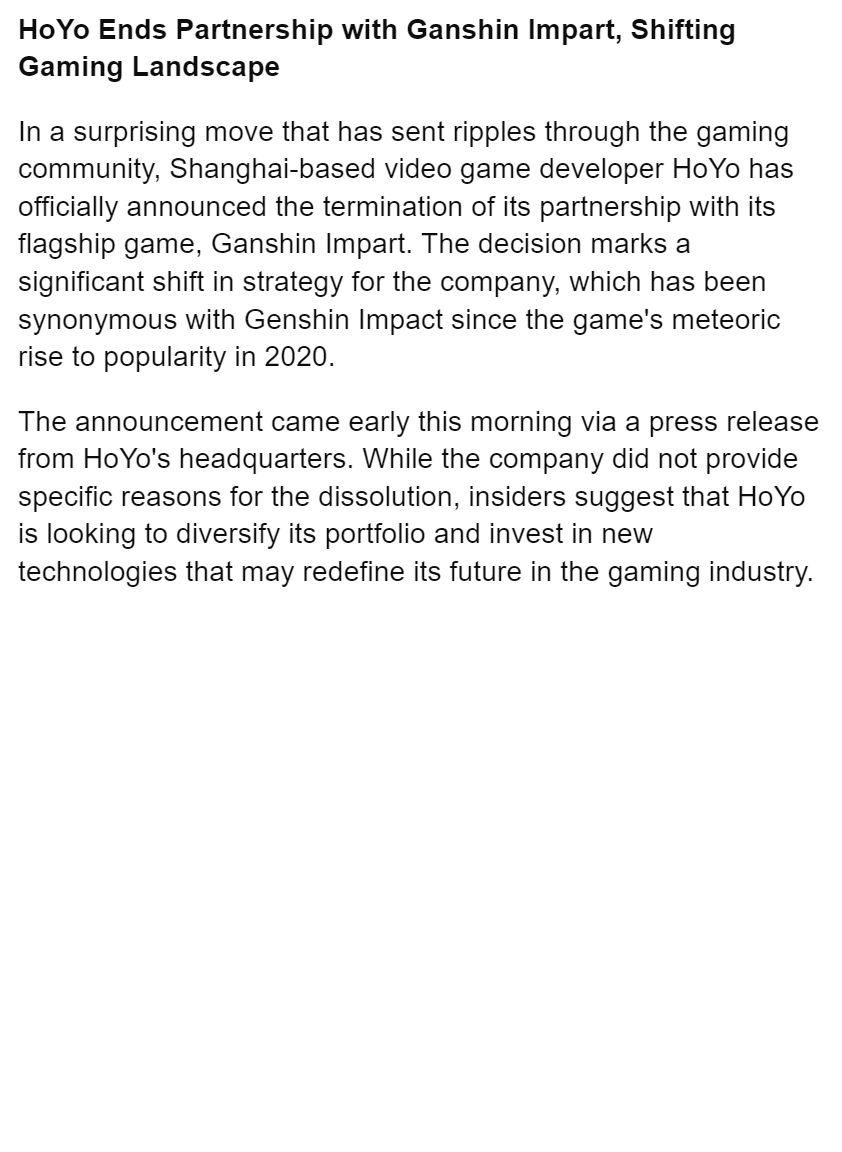 HoYo Ends Partnership with Ganshin Impart, Shifting
Gaming Landscape
In a surprising move that has sent ripples through the gaming
community, Shanghai-based video game developer HoYo has
officially announced the termination of its partnership with its
flagship game, Ganshin Impart. The decision marks a
significant shift in strategy for the company, which has been
synonymous with Genshin Impact since the game's meteoric
rise to popularity in 2020.
The announcement came early this morning via a press release
from HoYo's headquarters. While the company did not provide
specific reasons for the dissolution, insiders suggest that HoYo
is looking to diversify its portfolio and invest in new
technologies that may redefine its future in the gaming industry.